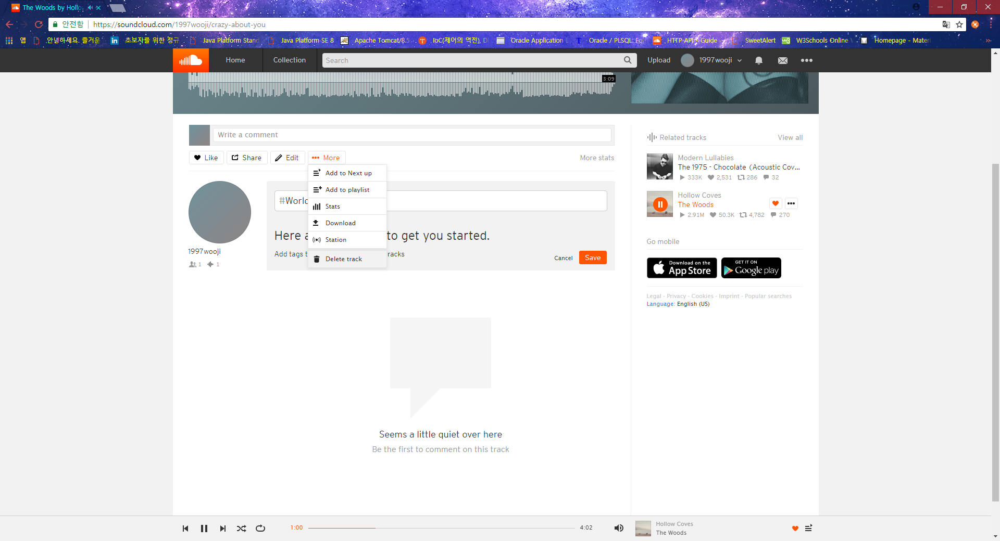 The Woods by Hollo
안전함 https://soundcloud.com/1997wooji/crazy-about-you
앱 안녕하세요. 즐거운 초보자를 위한 정규 Java Platform Stand Java Platform SE 8 Apache Tomcat/8.5 IoC(제어의 역전), D Oracle Application Oracle / PLSQL: HTTP API - Guide SweetAlert W3Schools Online Homepage - Mater
Home Collection Search Upload 1997wooji
3:09
Write a comment
Like Share Edit More More stats
Add to Next up
Add to playlist
Stats
Download
Station
Delete track
#World
Here a to get you started.
Add tags t racks
Cancel Save
1997wooji
1 1
Seems a little quiet over here
Be the first to comment on this track
Related tracks View all
Modern Lullabies
The 1975 - Chocolate (Acoustic Cov...
333K 2,531 286 32
Hollow Coves
The Woods
2.91M 50.3K 4,782 270
Go mobile
Download on the App Store
GET IT ON Google play
Legal - Privacy - Cookies - Imprint - Popular searches
Language: English (US)
1:00 4:02
Hollow Coves
The Woods